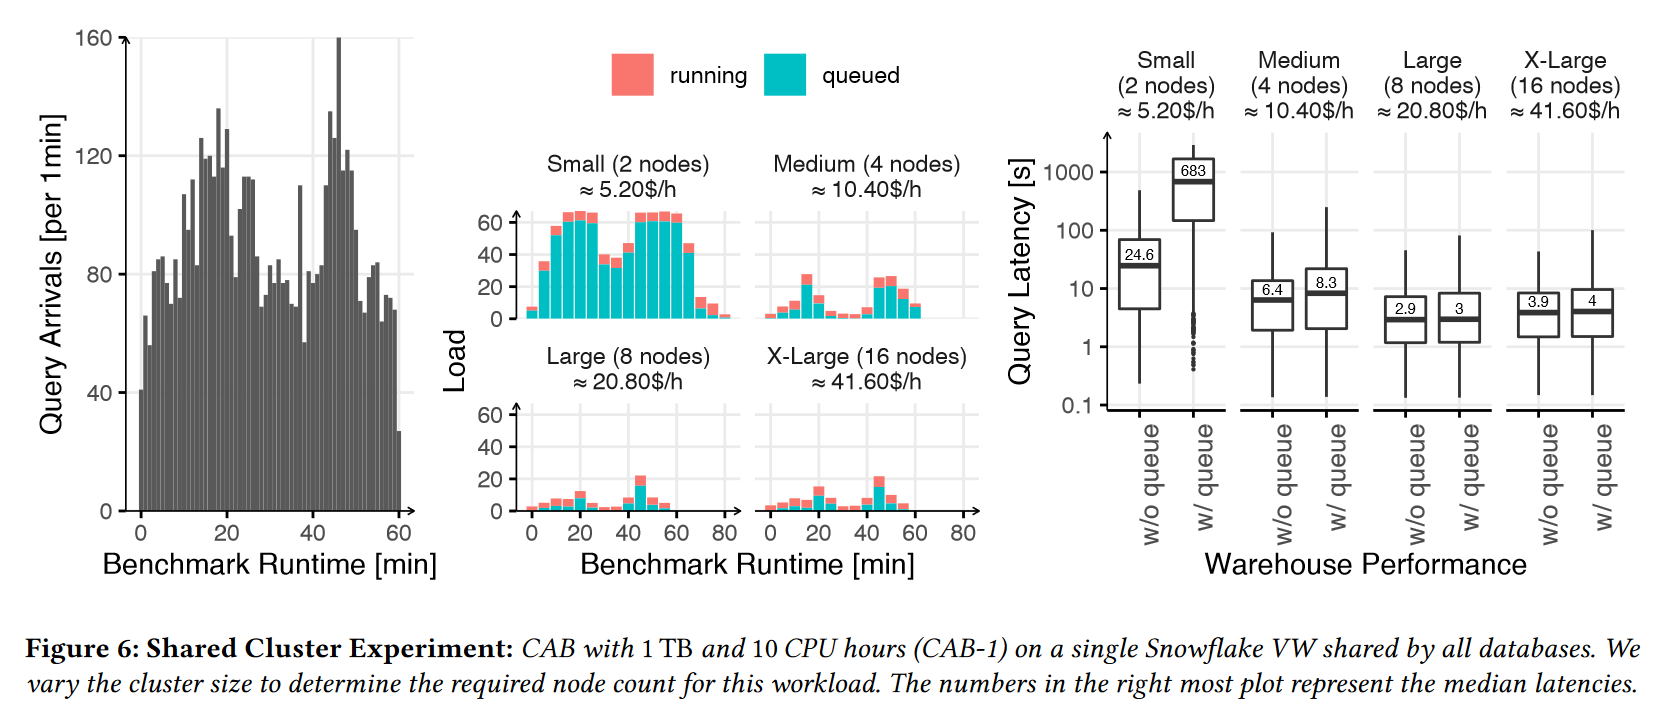 160
120
80
40
0
Query Arrivals [per 1min]
0 20 40 60
Benchmark Runtime [min]
running queued
Load
Small (2 nodes)
≈ 5.20$/h
Medium (4 nodes)
≈ 10.40$/h
60
40
20
0
Large (8 nodes)
≈ 20.80$/h
X-Large (16 nodes)
≈ 41.60$/h
60
40
20
0
0 20 40 60 80 0 20 40 60 80
Benchmark Runtime [min]
Small
(2 nodes)
≈ 5.20$/h
Medium
(4 nodes)
≈ 10.40$/h
Large
(8 nodes)
≈ 20.80$/h
X-Large
(16 nodes)
≈ 41.60$/h
Query Latency [s]
1000
100
10
1
0.1
24.6 683 6.4 8.3 2.9 3 3.9 4
w/o queue
w/ queue
w/o queue
w/ queue
w/o queue
w/ queue
w/o queue
w/ queue
Warehouse Performance
Figure 6: Shared Cluster Experiment: CAB with 1 TB and 10 CPU hours (CAB-1) on a single Snowflake VW shared by all databases. We
vary the cluster size to determine the required node count for this workload. The numbers in the right most plot represent the median latencies.